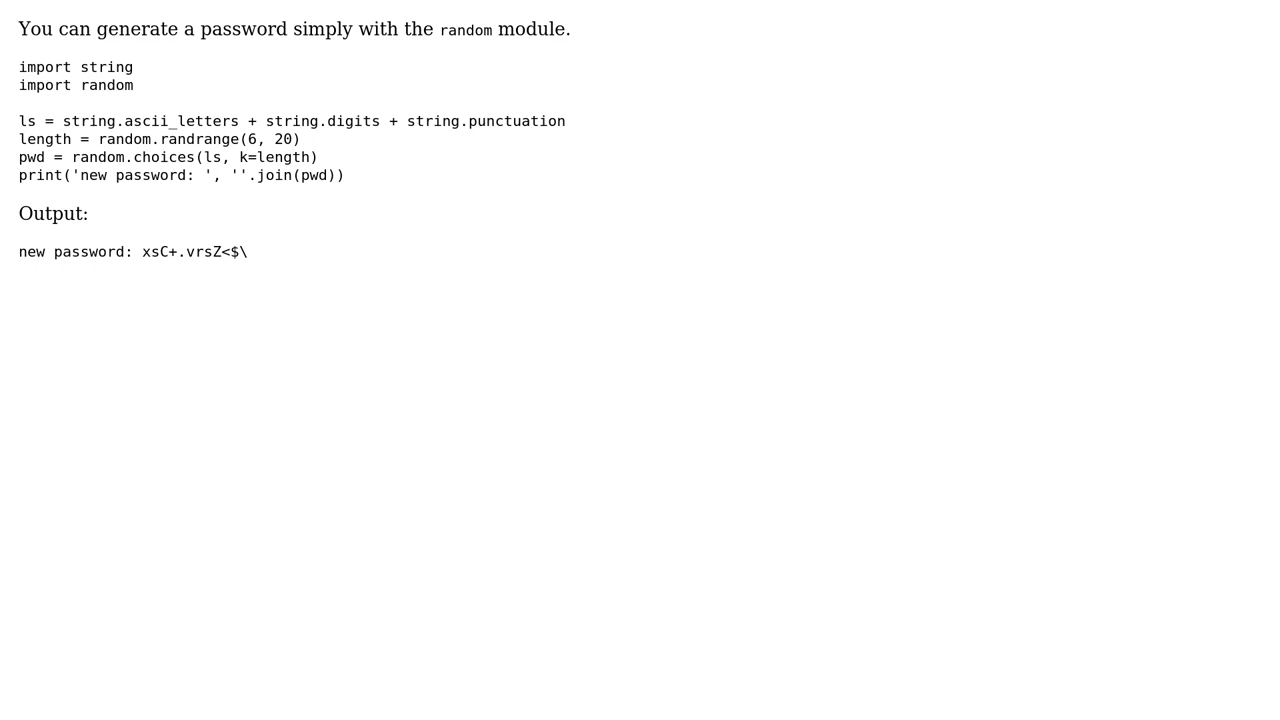 You can generate a password simply with the random module.
import string
import random
ls = string.ascii_letters + string.digits + string.punctuation
length = random.randrange(6, 20)
pwd = random.choices(ls, k=length)
print('new password: ', ''.join(pwd))
Output:
new password: xsC+.vrsZ<$\